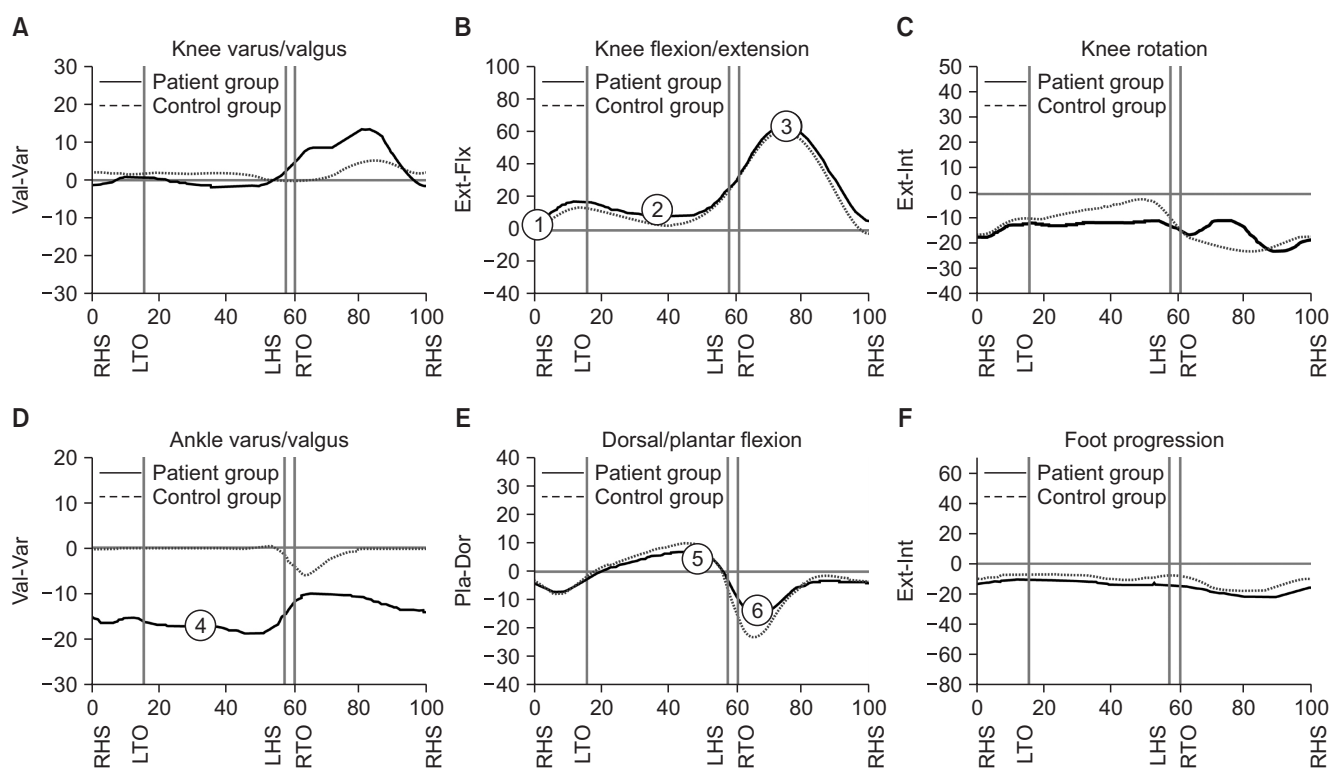 A
Knee varus/valgus
30
20
10
0
−10
−20
−30
Val-Var
Patient group
Control group
0 20 40 60 80 100
RHS LTO LHS RTO RHS
B
Knee flexion/extension
100
80
60
40
20
0
−20
−40
Ext-Flx
Patient group
Control group
1
2
3
0 20 40 60 80 100
RHS LTO LHS RTO RHS
C
Knee rotation
50
40
30
20
10
0
−10
−20
−30
−40
Ext-Int
Patient group
Control group
0 20 40 60 80 100
RHS LTO LHS RTO RHS
D
Ankle varus/valgus
20
10
0
−10
−20
−30
Val-Var
Patient group
Control group
4
0 20 40 60 80 100
RHS LTO LHS RTO RHS
E
Dorsal/plantar flexion
40
30
20
10
0
−10
−20
−30
−40
Pla-Dor
Patient group
Control group
5
6
0 20 40 60 80 100
RHS LTO LHS RTO RHS
F
Foot progression
60
40
20
0
−20
−40
−60
−80
Ext-Int
Patient group
Control group
0 20 40 60 80 100
RHS LTO LHS RTO RHS